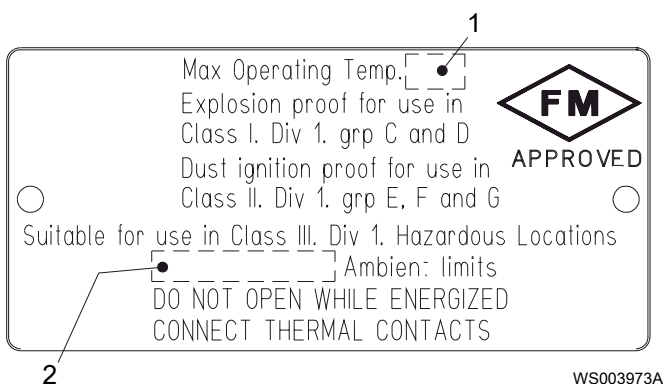 1
Max Operating Temp.
Explosion proof for use in
Class I. Div 1. grp C and D
FM
APPROVED
Dust ignition proof for use in
Class II. Div 1. grp E, F and G
Suitable for use in Class III. Div 1. Hazardous Locations
Ambient limits
DO NOT OPEN WHILE ENERGIZED
CONNECT THERMAL CONTACTS
2
WS003973A